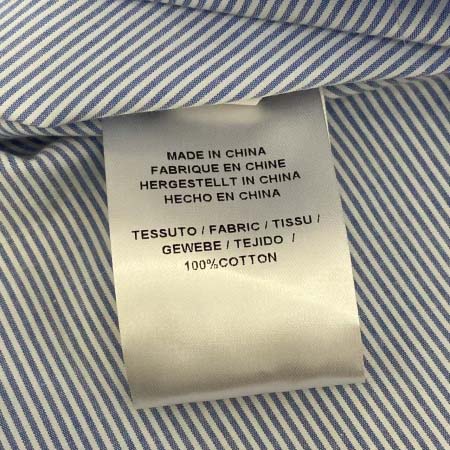 MADE IN CHINA
FABRIQUE EN CHINE
HERGESTELLT IN CHINA
HECHO EN CHINA
TESSUTO / FABRIC / TISSU /
GEWEBE / TEJIDO /
100%COTTON